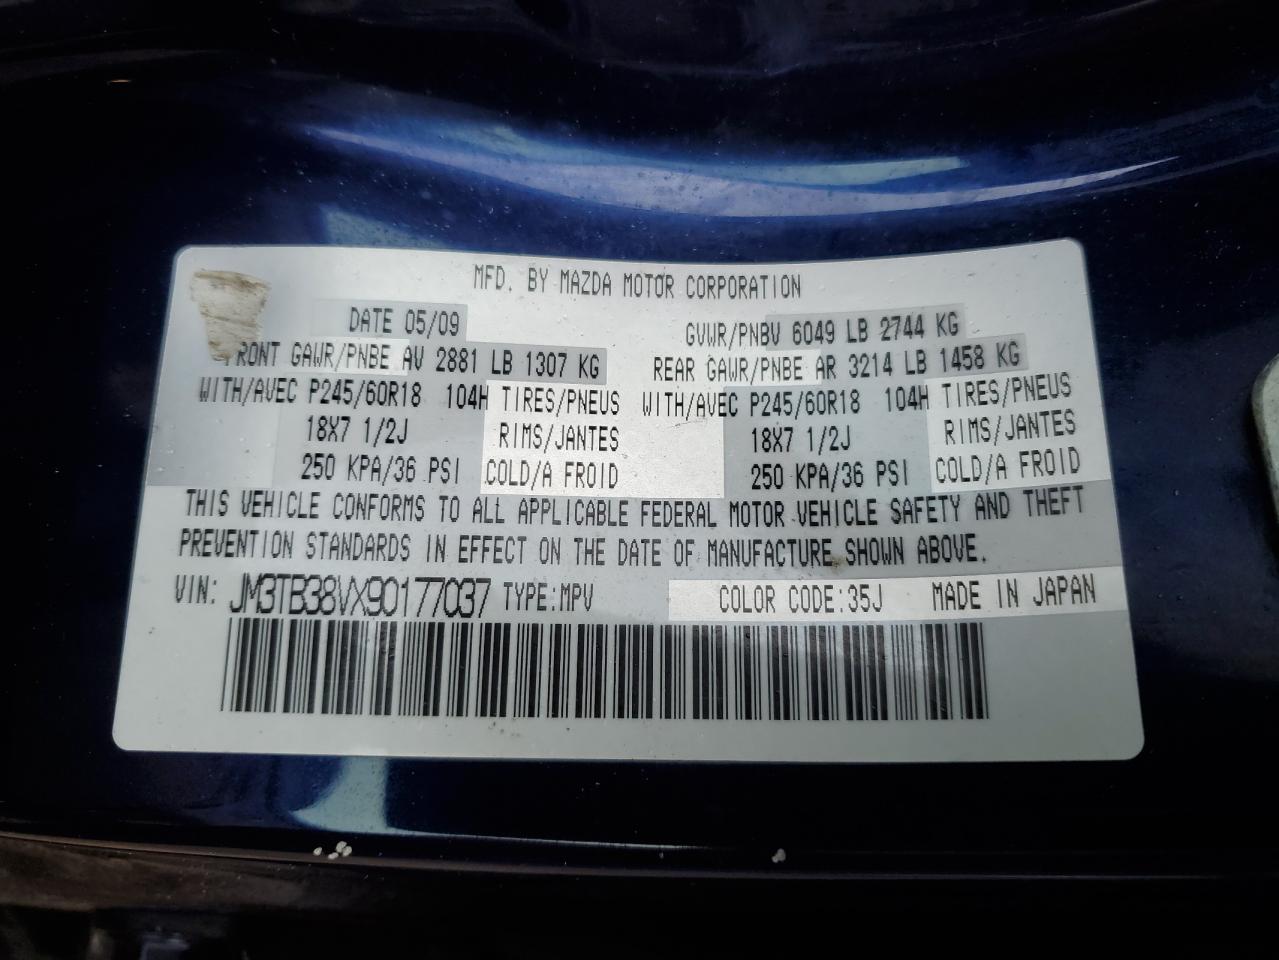 MFD. BY MAZDA MOTOR CORPORATION
DATE 05/09 GVWR/PNBV 6049 LB 2744 KG
FRONT GAWR/PNBE AV 2881 LB 1307 KG REAR GAWR/PNBE AR 3214 LB 1458 KG
WITH/AVEC P245/60R18 104H TIRES/PNEUS WITH/AVEC P245/60R18 104H TIRES/PNEUS
18X7 1/2J RIMS/JANTES 18X7 1/2J RIMS/JANTES
250 KPA/36 PSI COLD/A FROID 250 KPA/36 PSI COLD/A FROID
THIS VEHICLE CONFORMS TO ALL APPLICABLE FEDERAL MOTOR VEHICLE SAFETY AND THEFT
PREVENTION STANDARDS IN EFFECT ON THE DATE OF MANUFACTURE SHOWN ABOVE.
VIN: JM3TB38VX90177037 TYPE:MPV COLOR CODE:35J MADE IN JAPAN